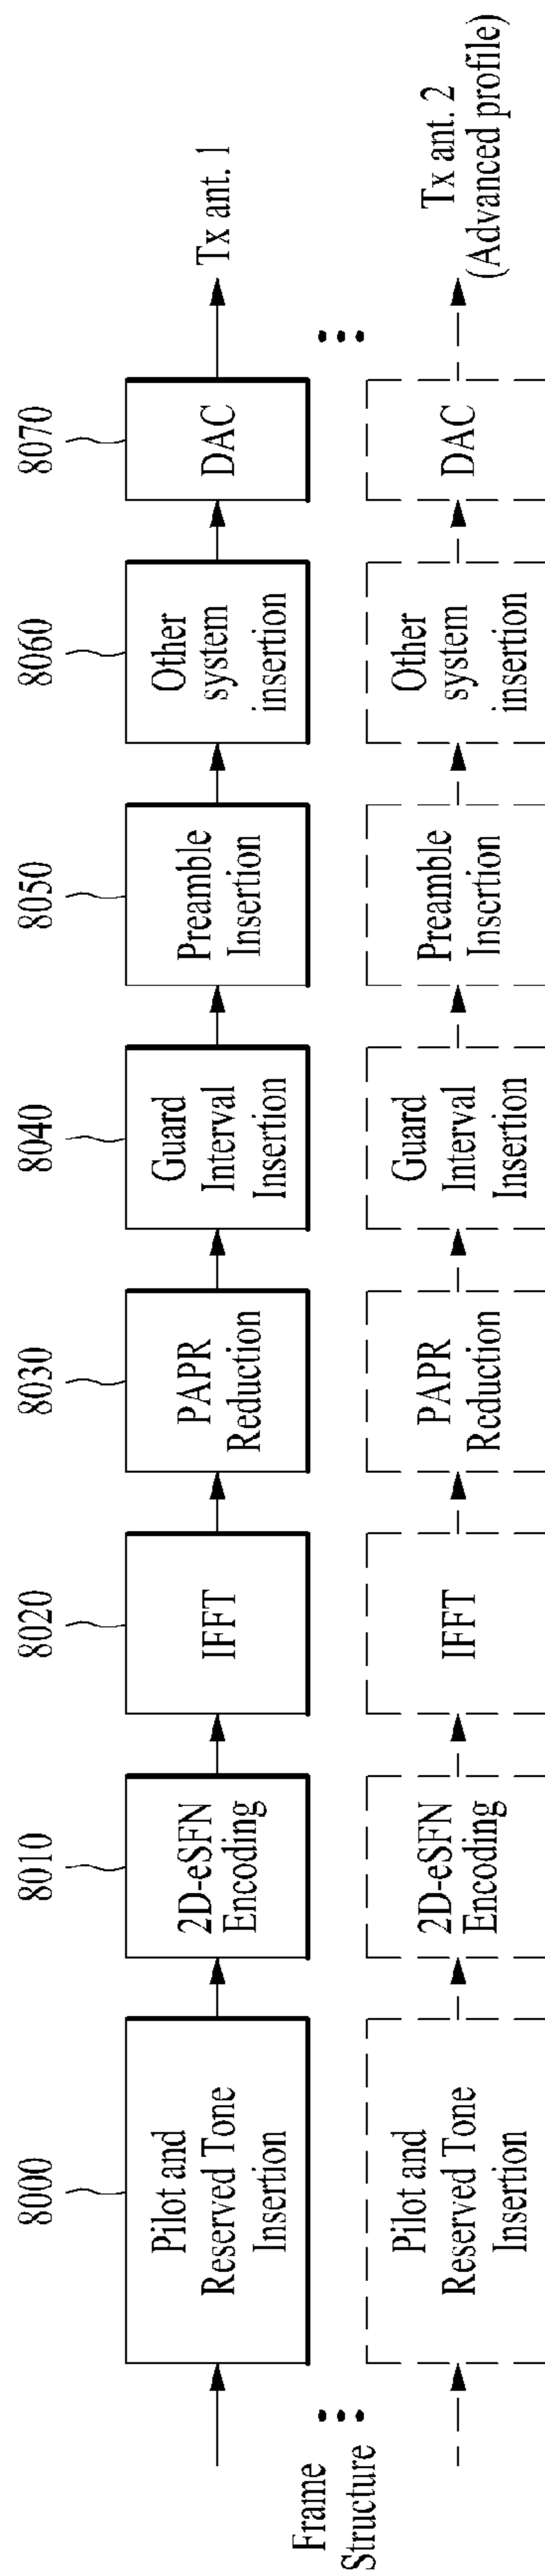 8000
8010
8020
8030
8040
8050
8060
8070
Frame
Structure
Pilot and
Reserved Tone
Insertion
2D-eSFN
Encoding
IFFT
PAPR
Reduction
Guard
Interval
Insertion
Preamble
Insertion
Other
system
insertion
DAC
Tx ant. 1
Pilot and
Reserved Tone
Insertion
2D-eSFN
Encoding
IFFT
PAPR
Reduction
Guard
Interval
Insertion
Preamble
Insertion
Other
system
insertion
DAC
Tx ant. 2
(Advanced profile)